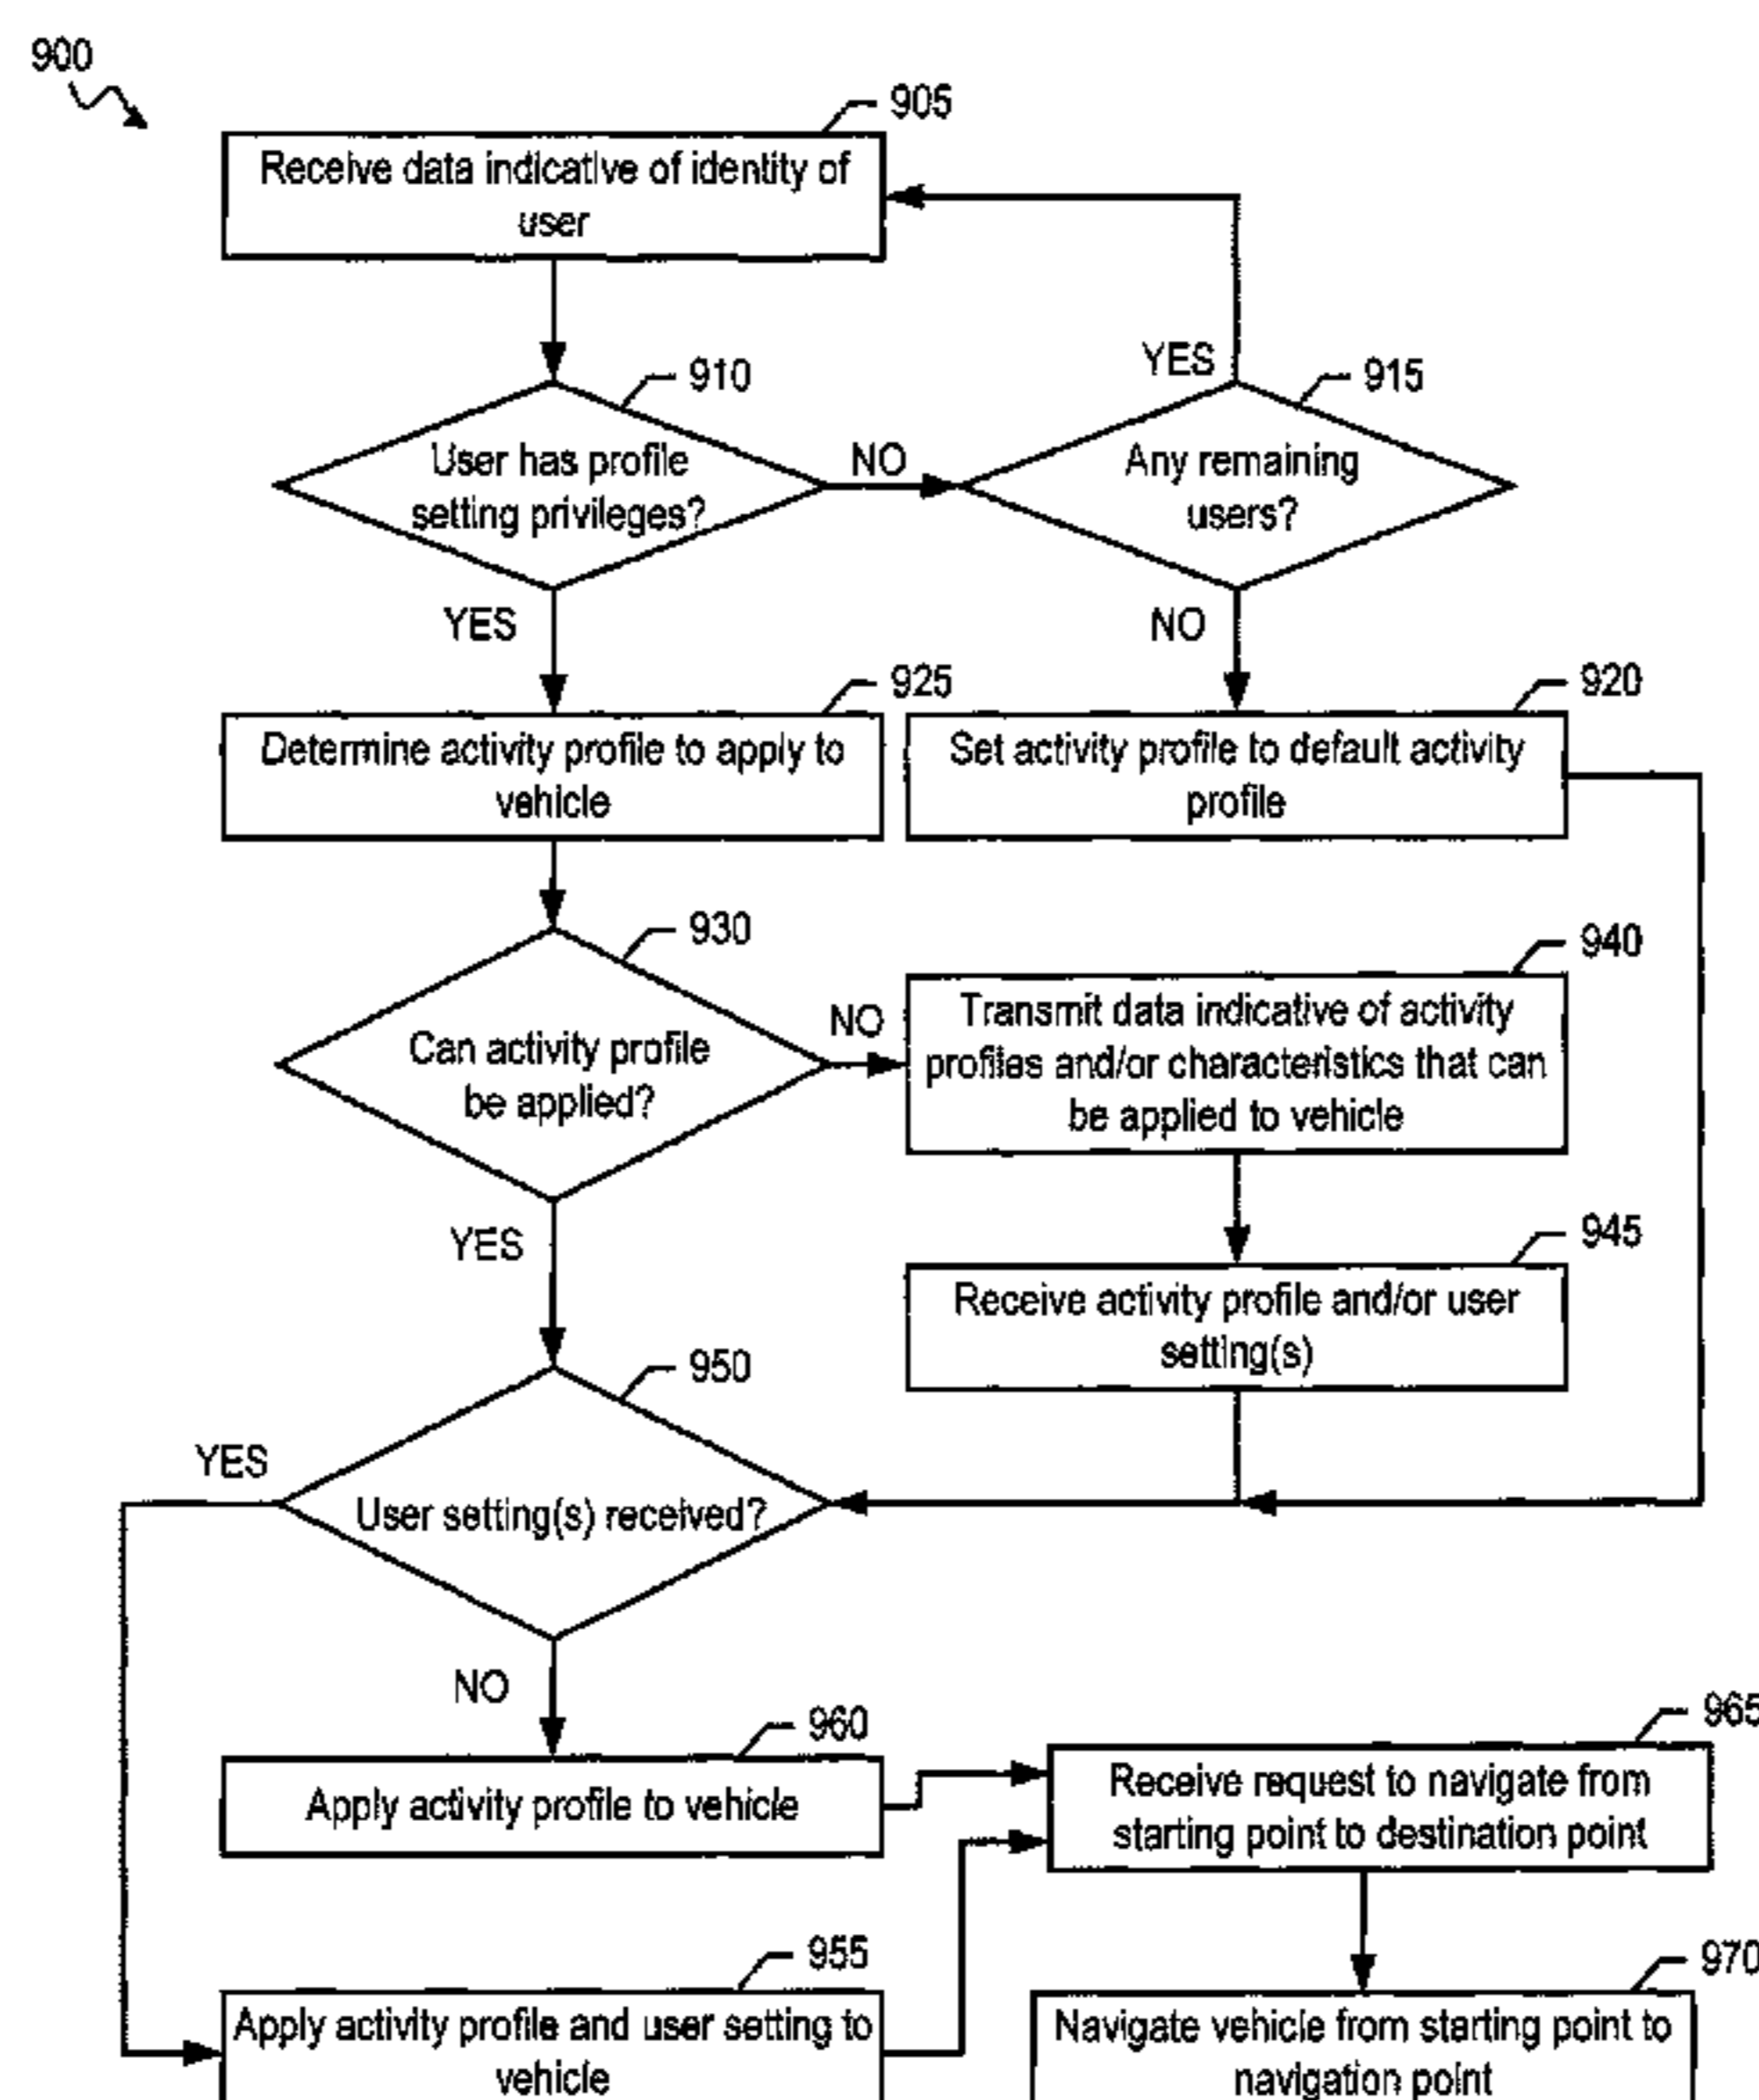 900
905
Receive data indicative of identity of
user
910
User has profile
setting privileges?
NO
YES
915
Any remaining
users?
YES
NO
925
Determine activity profile to apply to
vehicle
920
Set activity profile to default activity
profile
930
Can activity profile
be applied?
NO
YES
940
Transmit data indicative of activity
profiles and/or characteristics that can
be applied to vehicle
945
Receive activity profile and/or user
setting(s)
950
User setting(s) received?
YES
NO
960
Apply activity profile to vehicle
965
Receive request to navigate from
starting point to destination point
955
Apply activity profile and user setting to
vehicle
970
Navigate vehicle from starting point to
navigation point